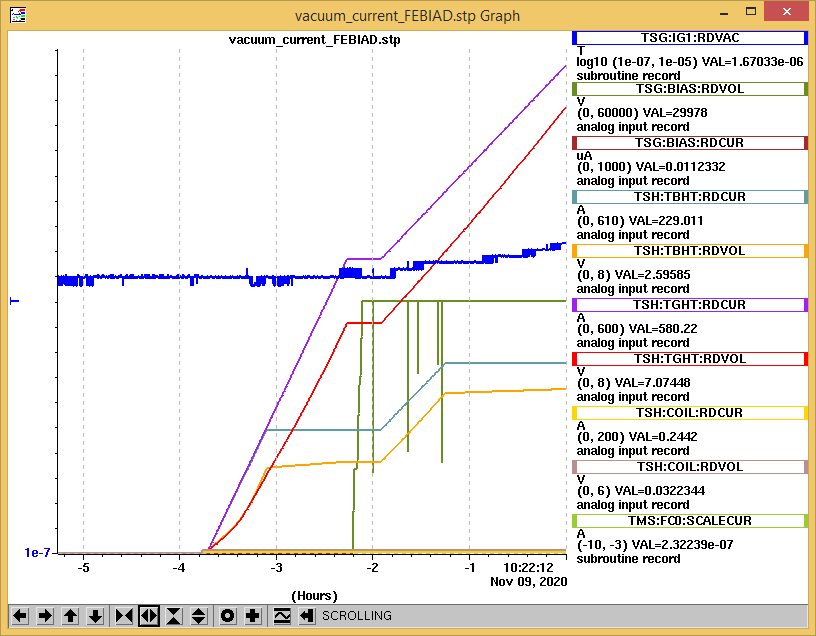 vacuum_current_FEBIAD.stp Graph
vacuum_current_FEBIAD.stp
T
1e-7
-5
-4
-3
-2
-1
10:22:12
Nov 09, 2020
(Hours)
TSG:IG1:RDVAC
T
log10 (1e-07, 1e-05) VAL=1.67033e-06
subroutine record
TSG:BIAS:RDVOL
V
(0, 60000) VAL=29978
analog input record
TSG:BIAS:RDCUR
uA
(0, 1000) VAL=0.0112332
analog input record
TSH:TBHT:RDCUR
A
(0, 610) VAL=229.011
analog input record
TSH:TBHT:RDVOL
V
(0, 8) VAL=2.59585
analog input record
TSH:TGHT:RDCUR
A
(0, 600) VAL=580.22
analog input record
TSH:TGHT:RDVOL
V
(0, 8) VAL=7.07448
analog input record
TSH:COIL:RDCUR
A
(0, 200) VAL=0.2442
analog input record
TSH:COIL:RDVOL
V
(0, 6) VAL=0.0322344
analog input record
TMS:FC0:SCALECUR
A
(-10, -3) VAL=2.32239e-07
subroutine record
SCROLLING